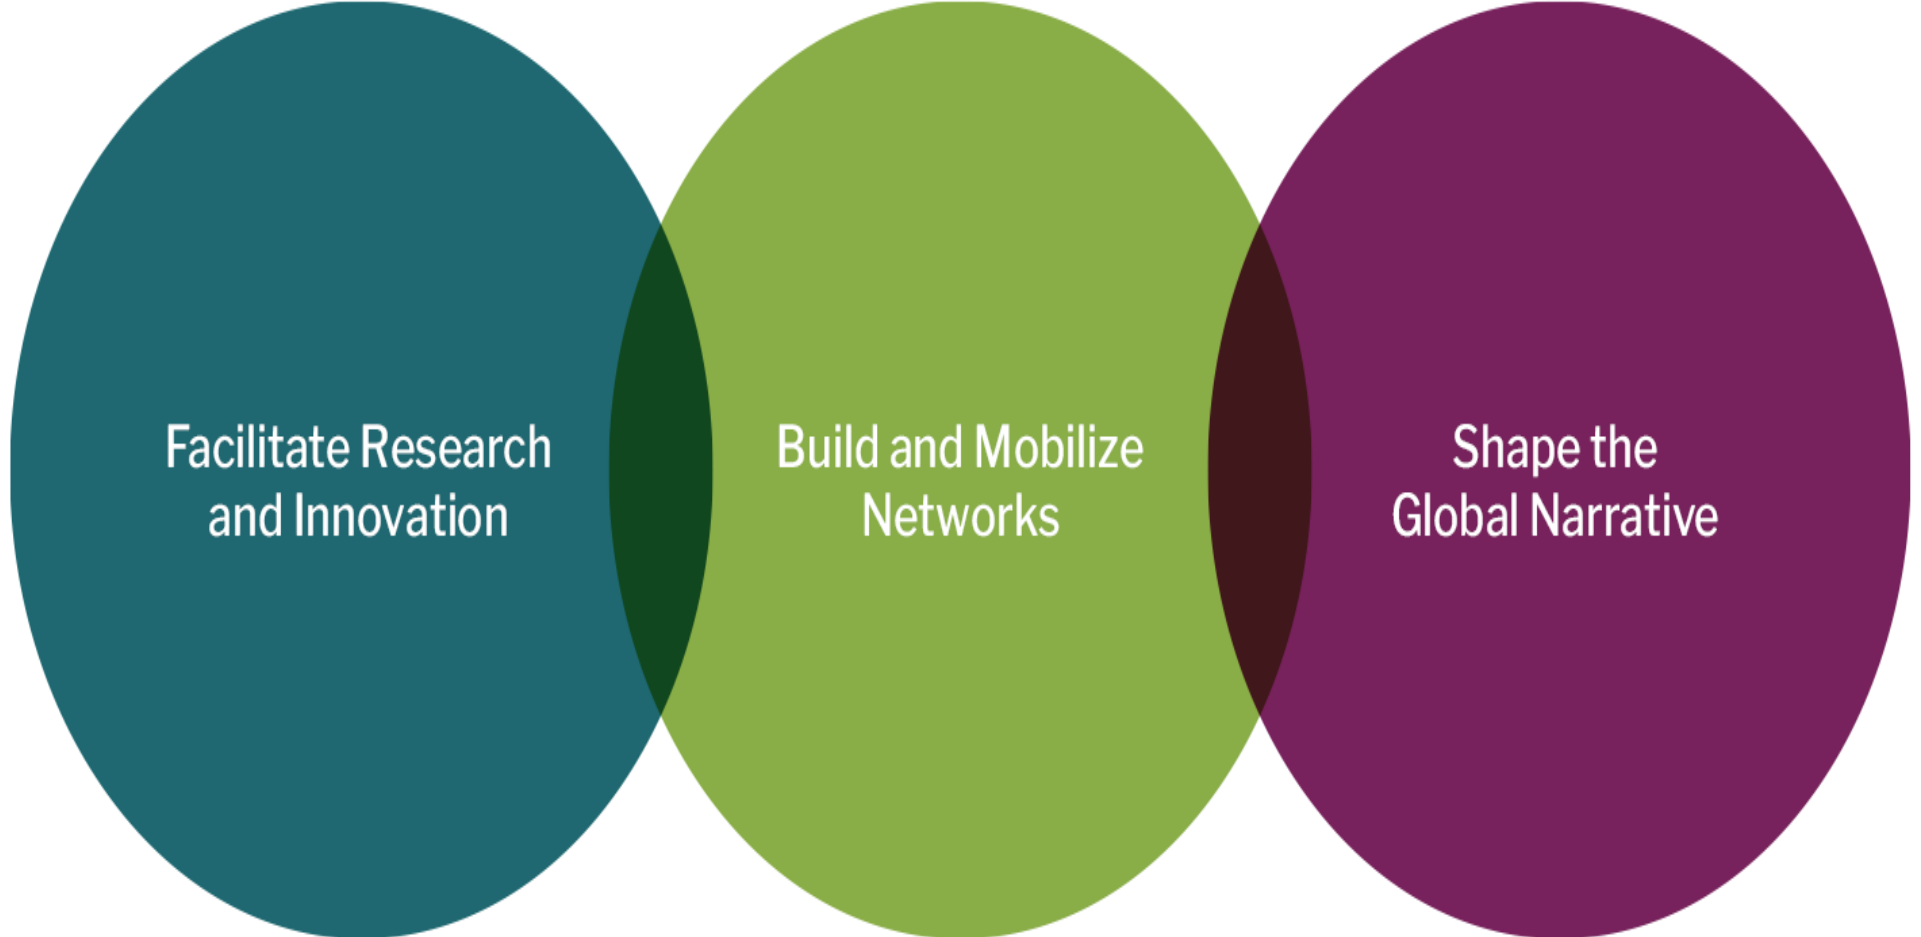 Facilitate Research
and Innovation
Build and Mobilize
Networks
Shape the
Global Narrative